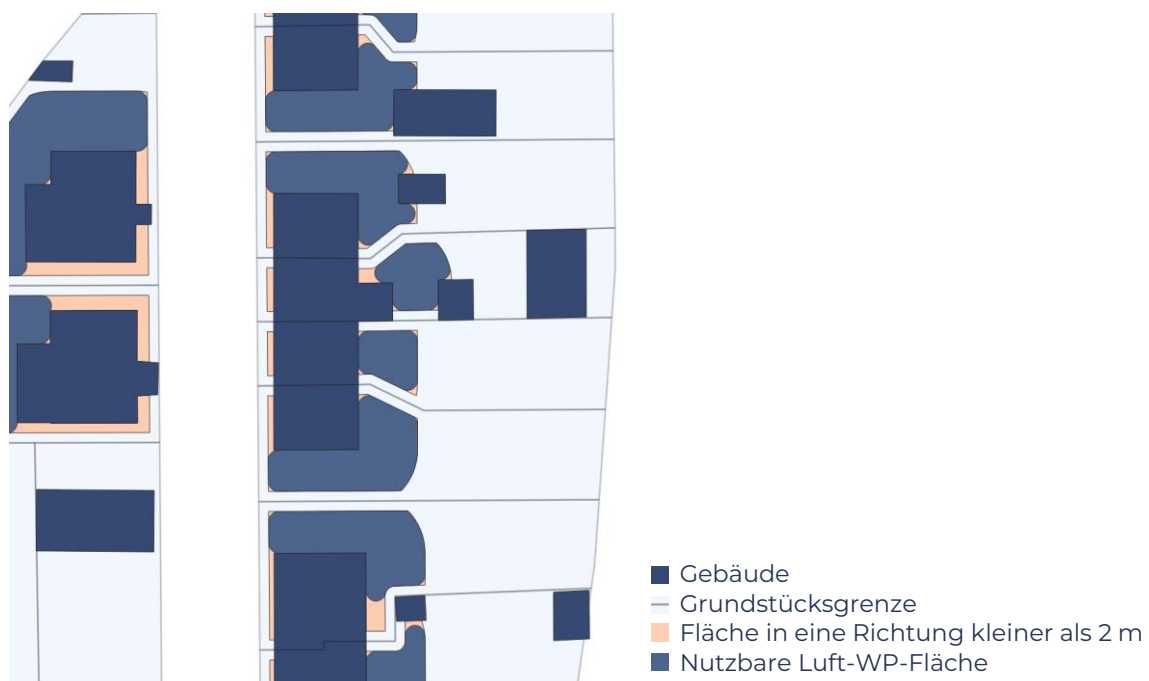 Gebäude
Grundstücksgrenze
Fläche in eine Richtung kleiner als 2 m
Nutzbare Luft-WP-Fläche